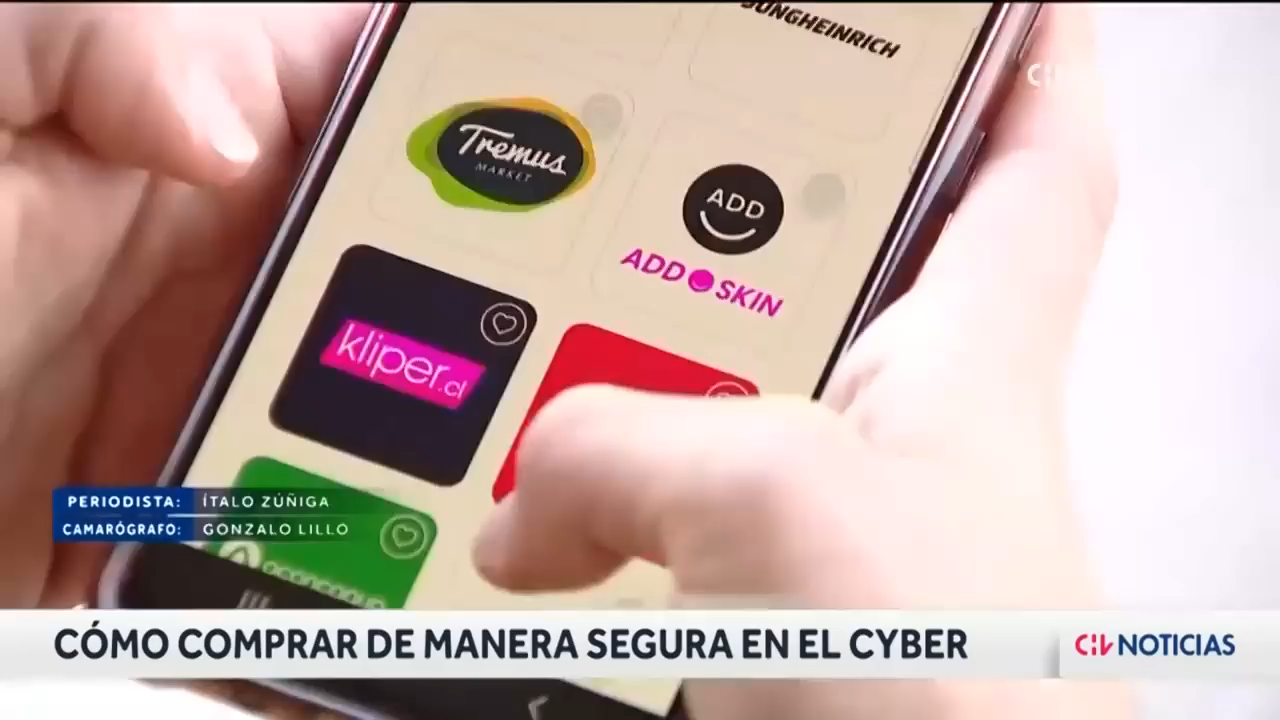 JUNGHEINRICH
Tremus
MARKET
ADD
ADD SKIN
kliper.cl
PERIODISTA: ÍTALO ZÚÑIGA
CAMARÓGRAFO: GONZALO LILLO
CÓMO COMPRAR DE MANERA SEGURA EN EL CYBER
CHV NOTICIAS